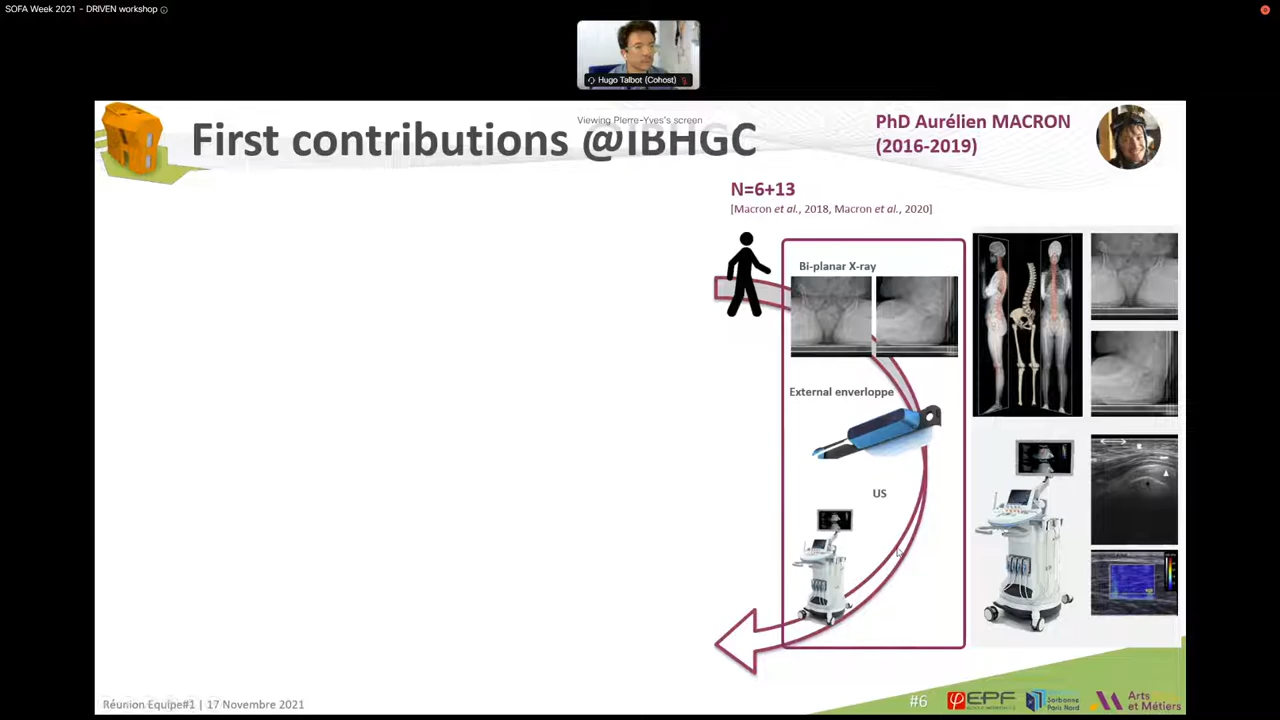 SOFA Week 2021 - DRIVEN workshop
Hugo Talbot (Cohost)
Viewing Pierre-Yves's screen
First contributions @IBHGC
PhD Aurélien MACRON
(2016-2019)
N=6+13
[Macron et al., 2018, Macron et al., 2020]
Bi-planar X-ray
External enverloppe
US
Réunion Equipe#1 | 17 Novembre 2021
#6
EPF
Sorbonne
Paris Nord
Arts
et Métiers